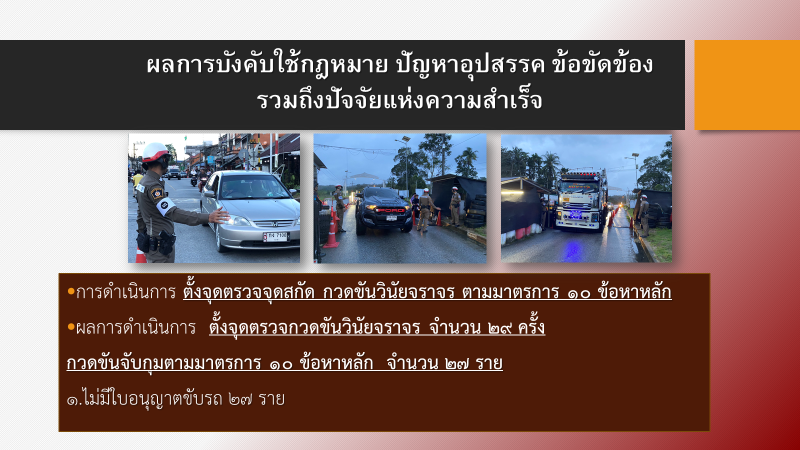 ผลการบังคับใช้กฎหมาย ปัญหาอุปสรรค ข้อขัดข้อง
รวมถึงปัจจัยแห่งความสำเร็จ
•การดำเนินการ ตั้งจุดตรวจจุดสกัด กวดขันวินัยจราจร ตามมาตรการ ๑๐ ข้อหาหลัก
•ผลการดำเนินการ ตั้งจุดตรวจกวดขันวินัยจราจร จำนวน ๒๙ ครั้ง
กวดขันจับกุมตามมาตรการ ๑๐ ข้อหาหลัก จำนวน ๒๗ ราย
๑.ไม่มีใบอนุญาตขับรถ ๒๗ ราย